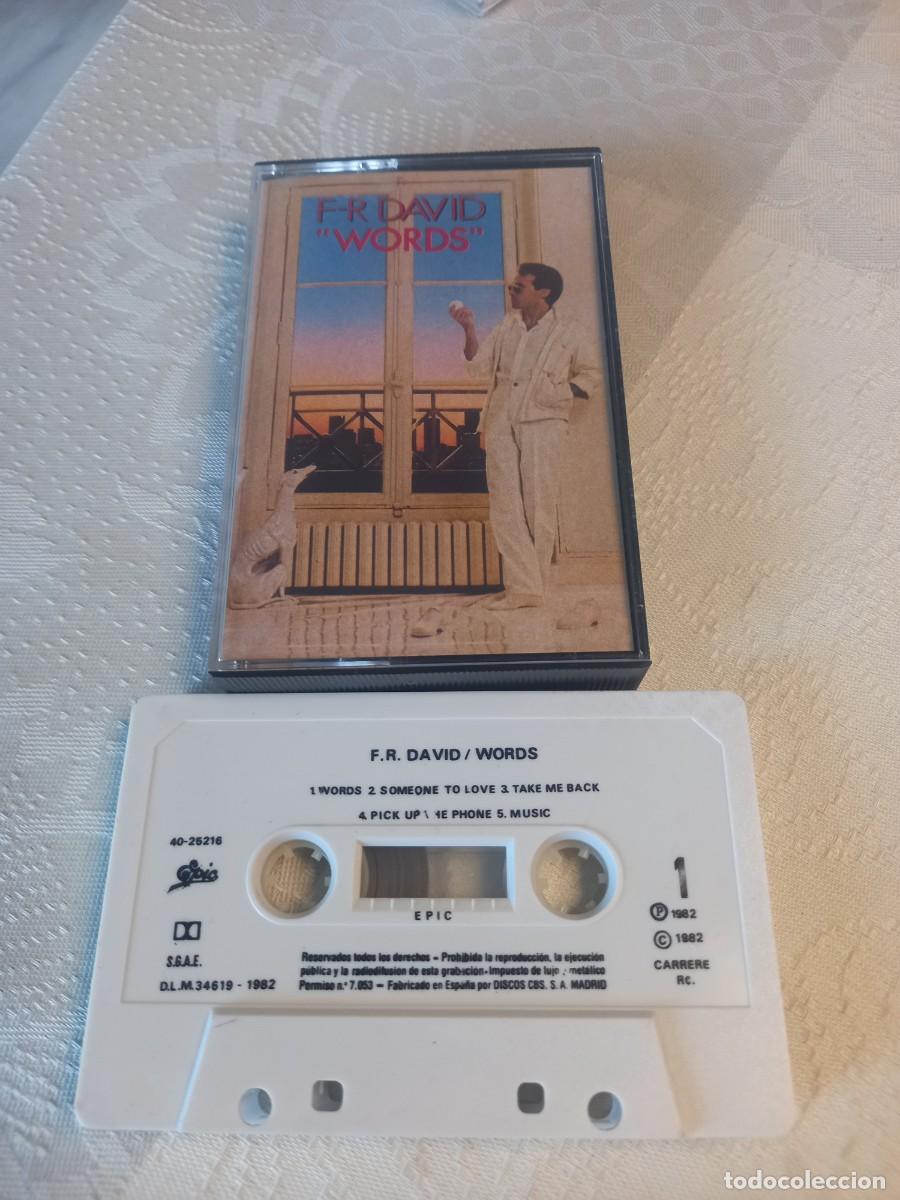 F-R DAVID
"WORDS"
F.R. DAVID / WORDS
1. WORDS 2. SOMEONE TO LOVE 3. TAKE ME BACK
4. PICK UP HE PHONE 5. MUSIC
40-25216
Epic
S.G.A.E.
D.L.M. 34619 - 1982
EPIC
Reservados todos los derechos - Prohibida la reproducción, la ejecución
pública y la radiodifusión de esta grabación - Impuesto de lujo metálico
Permiso n.° 7.053 - Fabricado en España por DISCOS CBS. S. A. MADRID
1
Ⓟ 1982
© 1982
CARRERE
Rc.
todocoleccion